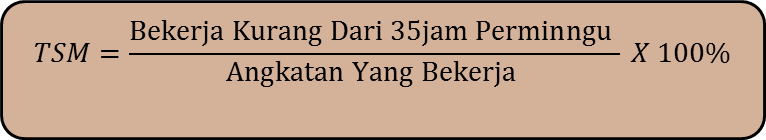 Bekerja Kurang Dari 35jam Perminngu
TSM = X 100%
Angkatan Yang Bekerja